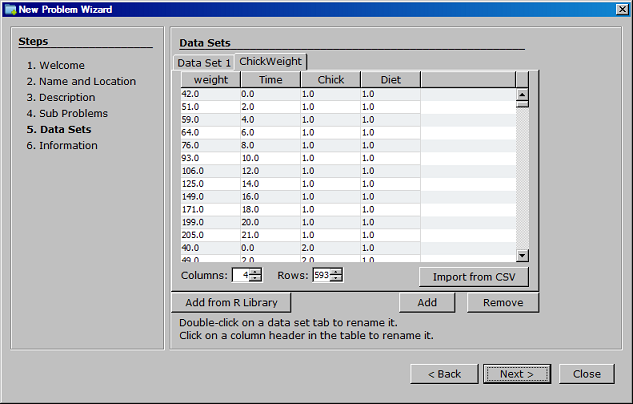 New Problem Wizard
Steps
1. Welcome
2. Name and Location
3. Description
4. Sub Problems
5. Data Sets
6. Information
Data Sets
Data Set 1 ChickWeight
weight Time Chick Diet
42.0 0.0 1.0 1.0
51.0 2.0 1.0 1.0
59.0 4.0 1.0 1.0
64.0 6.0 1.0 1.0
76.0 8.0 1.0 1.0
93.0 10.0 1.0 1.0
106.0 12.0 1.0 1.0
125.0 14.0 1.0 1.0
149.0 16.0 1.0 1.0
171.0 18.0 1.0 1.0
199.0 20.0 1.0 1.0
205.0 21.0 1.0 1.0
40.0 0.0 2.0 1.0
49.0 2.0 2.0 1.0
Columns: 4 Rows: 593 Import from CSV
Add from R Library Add Remove
Double-click on a data set tab to rename it.
Click on a column header in the table to rename it.
< Back Next > Close